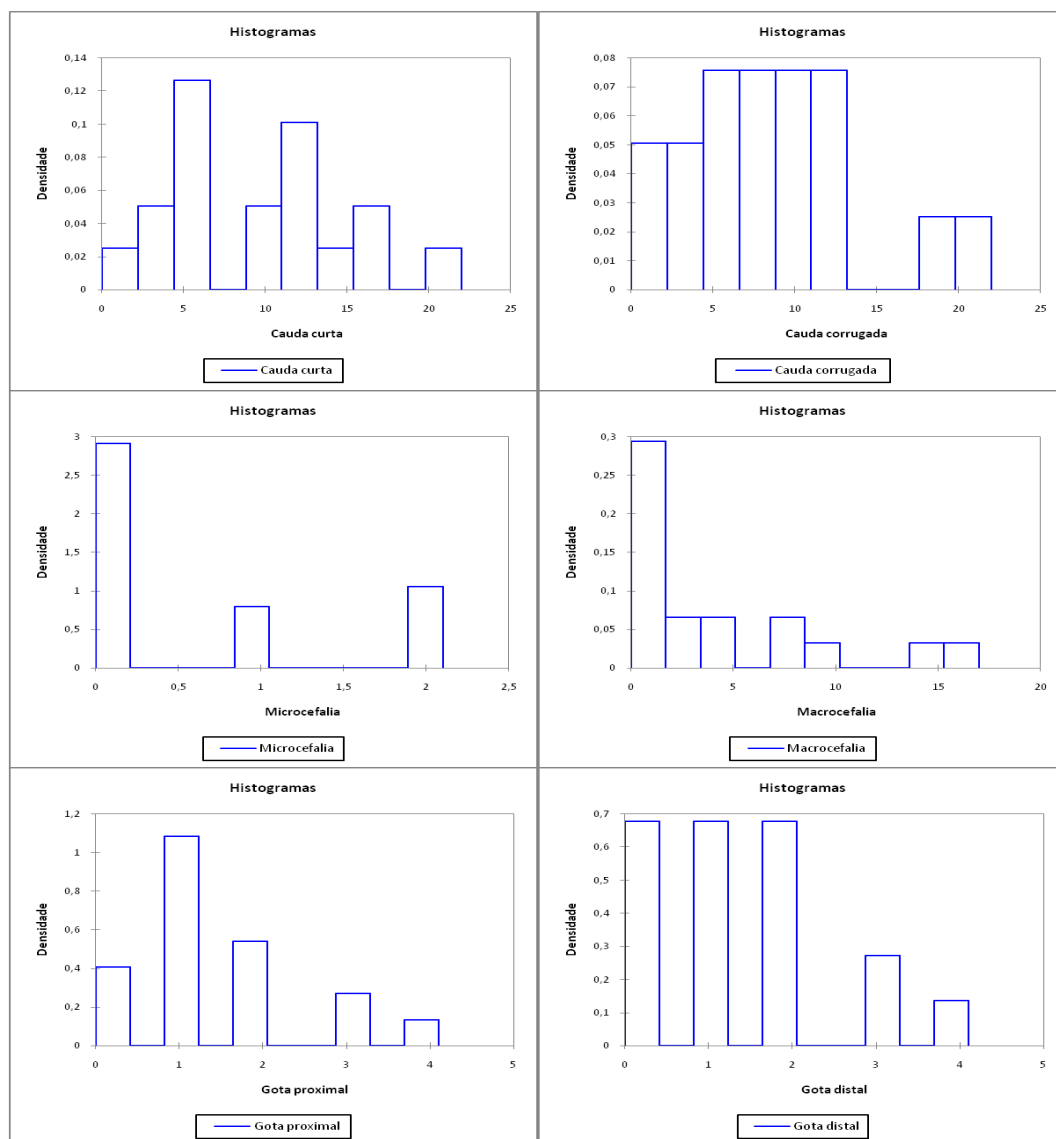 Histogramas
0,14
0,12
0,1
0,08
0,06
0,04
0,02
0
Densidade
0 5 10 15 20 25
Cauda curta
Cauda curta
Histogramas
0,08
0,07
0,06
0,05
0,04
0,03
0,02
0,01
0
Densidade
0 5 10 15 20 25
Cauda corrugada
Cauda corrugada
Histogramas
3
2,5
2
1,5
1
0,5
0
Densidade
0 0,5 1 1,5 2 2,5
Microcefalia
Microcefalia
Histogramas
0,3
0,25
0,2
0,15
0,1
0,05
0
Densidade
0 5 10 15 20
Macrocefalia
Macrocefalia
Histogramas
1,2
1
0,8
0,6
0,4
0,2
0
Densidade
0 1 2 3 4 5
Gota proximal
Gota proximal
Histogramas
0,7
0,6
0,5
0,4
0,3
0,2
0,1
0
Densidade
0 1 2 3 4 5
Gota distal
Gota distal